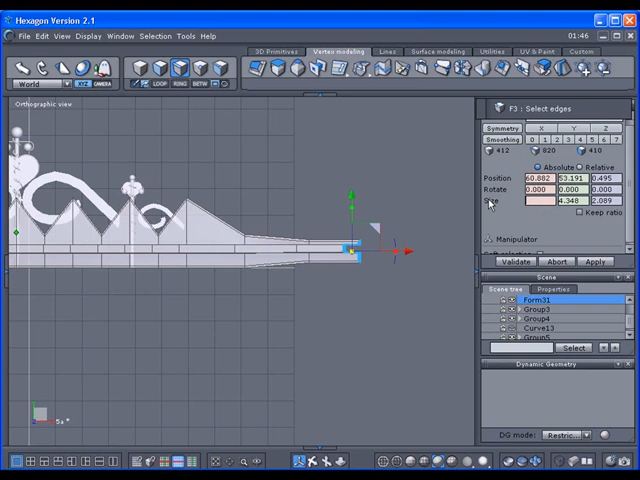 Hexagon Version 2.1
File Edit View Display Window Selection Tools Help
01:46
3D Primitives Vertex modeling Lines Surface modeling Utilities UV & Paint Custom
World
XYZ CAMERAS
LOOP RING BETW
Orthographic view
F3 : Select edges
Symmetry X Y Z
Smoothing 0 1 2 3 4 5 6 7
412 820 410
Absolute Relative
Position 60.882 53.191 0.495
Rotate 0.000 0.000 0.000
Size 4.348 2.089
Keep ratio
Manipulator
Validate Abort Apply
Scene
Scene tree Properties
Form31
Group3
Group4
Curve13
Group5
Select
Dynamic Geometry
DG mode: Restric...